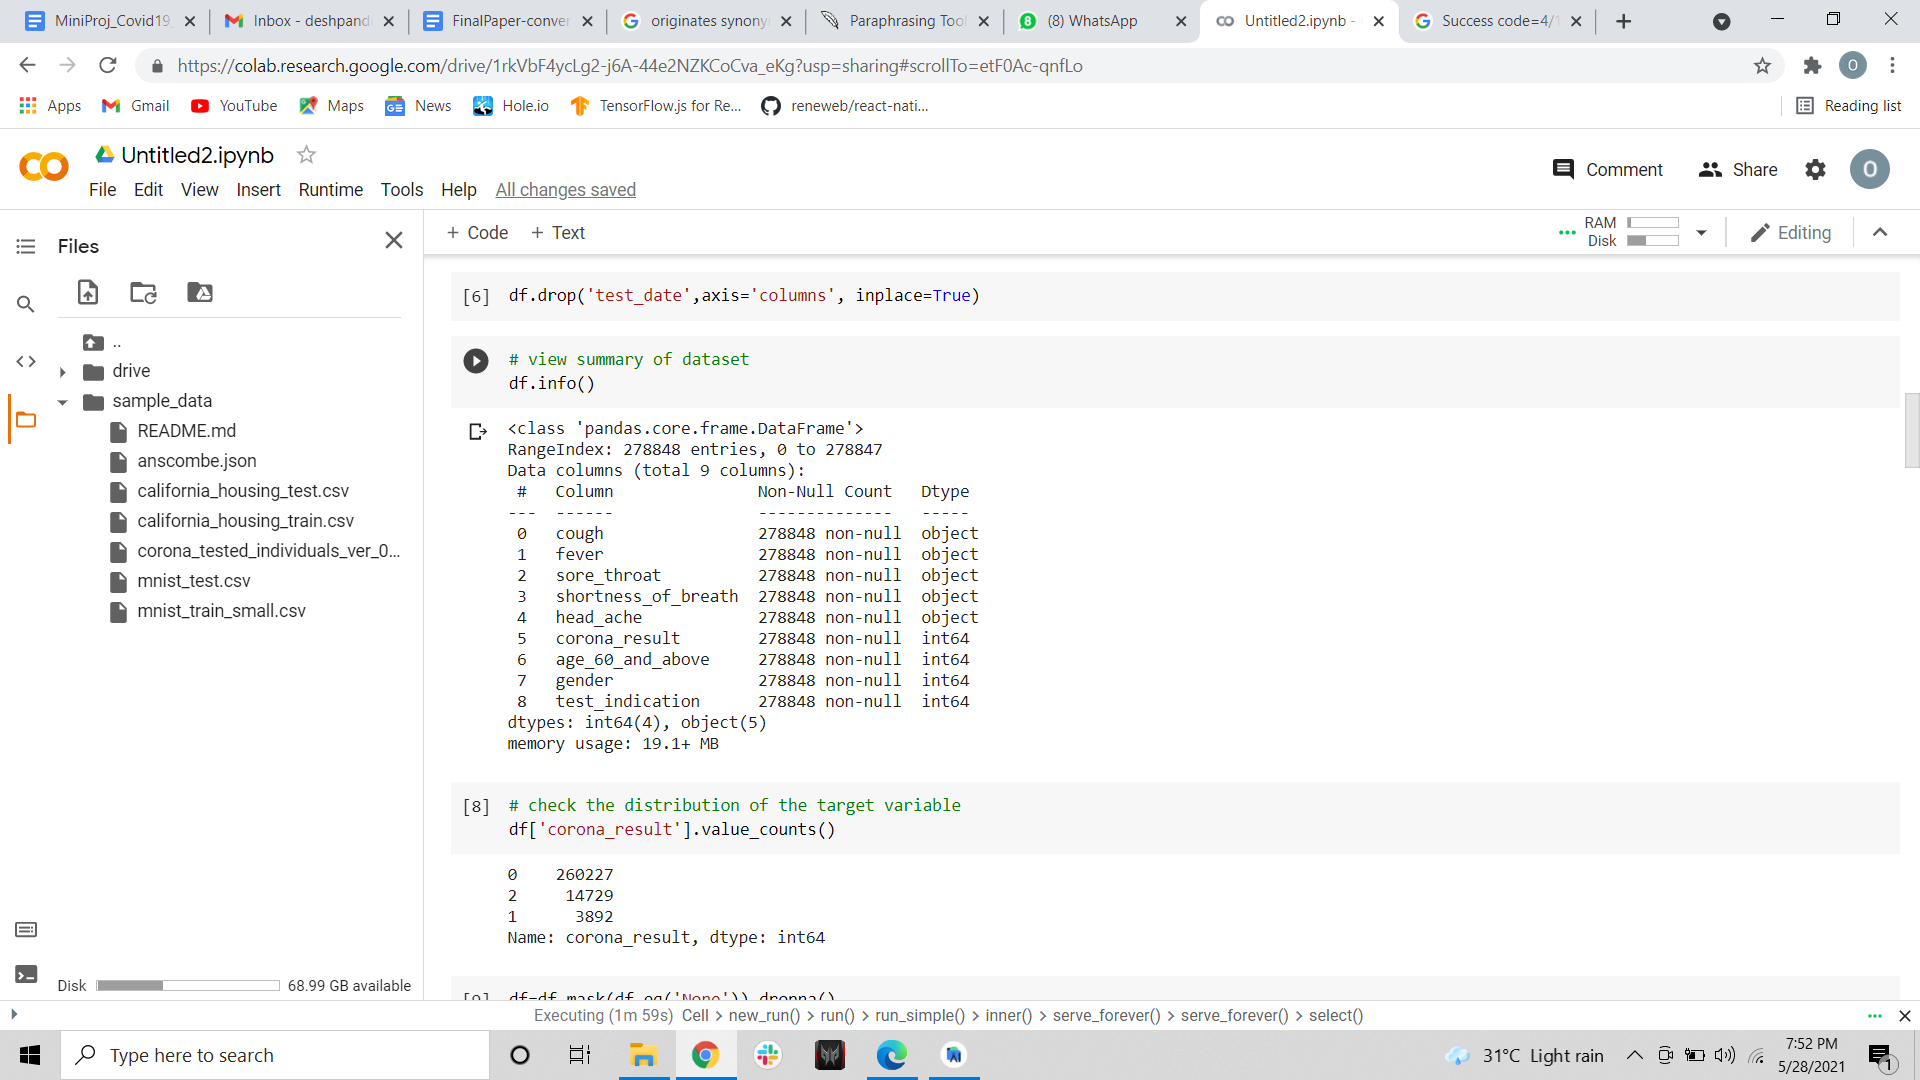 MiniProj_Covid19
Inbox - deshpand
FinalPaper-conver
originates synony
Paraphrasing Tool
(8) WhatsApp
Untitled2.ipynb -
Success code=4/1
https://colab.research.google.com/drive/1rkVbF4ycLg2-j6A-44e2NZKCoCva_eKg?usp=sharing#scrollTo=etF0Ac-qnfLo
O
Apps
Gmail
YouTube
Maps
News
Hole.io
TensorFlow.js for Re...
reneweb/react-nati...
Reading list
Untitled2.ipynb
Comment
Share
O
File Edit View Insert Runtime Tools Help All changes saved
Files
+ Code + Text
RAM
Disk
Editing
..
drive
sample_data
README.md
anscombe.json
california_housing_test.csv
california_housing_train.csv
corona_tested_individuals_ver_0...
mnist_test.csv
mnist_train_small.csv
Disk 68.99 GB available
[6] df.drop('test_date',axis='columns', inplace=True)
# view summary of dataset
df.info()
<class 'pandas.core.frame.DataFrame'>
RangeIndex: 278848 entries, 0 to 278847
Data columns (total 9 columns):
# Column Non-Null Count Dtype
--- ------ -------------- -----
0 cough 278848 non-null object
1 fever 278848 non-null object
2 sore_throat 278848 non-null object
3 shortness_of_breath 278848 non-null object
4 head_ache 278848 non-null object
5 corona_result 278848 non-null int64
6 age_60_and_above 278848 non-null int64
7 gender 278848 non-null int64
8 test_indication 278848 non-null int64
dtypes: int64(4), object(5)
memory usage: 19.1+ MB
[8] # check the distribution of the target variable
df['corona_result'].value_counts()
0 260227
2 14729
1 3892
Name: corona_result, dtype: int64
[9] df=df.mask(df.eq('None')).dropna()
Executing (1m 59s) Cell > new_run() > run() > run_simple() > inner() > serve_forever() > serve_forever() > select()
Type here to search
31°C Light rain
7:52 PM
5/28/2021
1